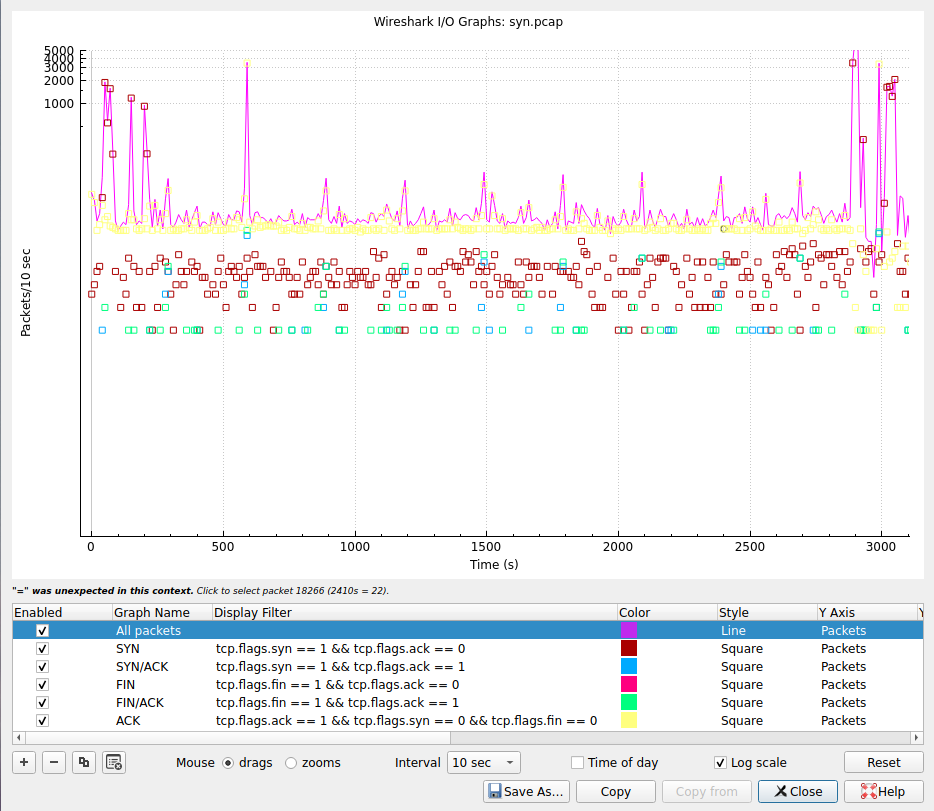 Wireshark I/O Graphs: syn.pcap
5000
4000
3000
2000
1000
Packets/10 sec
0 500 1000 1500 2000 2500 3000
Time (s)
"=" was unexpected in this context. Click to select packet 18266 (2410s = 22).
Enabled Graph Name Display Filter Color Style Y Axis Y
All packets Line Packets
SYN tcp.flags.syn == 1 && tcp.flags.ack == 0 Square Packets
SYN/ACK tcp.flags.syn == 1 && tcp.flags.ack == 1 Square Packets
FIN tcp.flags.fin == 1 && tcp.flags.ack == 0 Square Packets
FIN/ACK tcp.flags.fin == 1 && tcp.flags.ack == 1 Square Packets
ACK tcp.flags.ack == 1 && tcp.flags.syn == 0 && tcp.flags.fin == 0 Square Packets
Mouse drags zooms Interval 10 sec Time of day Log scale Reset
Save As... Copy Copy from Close Help